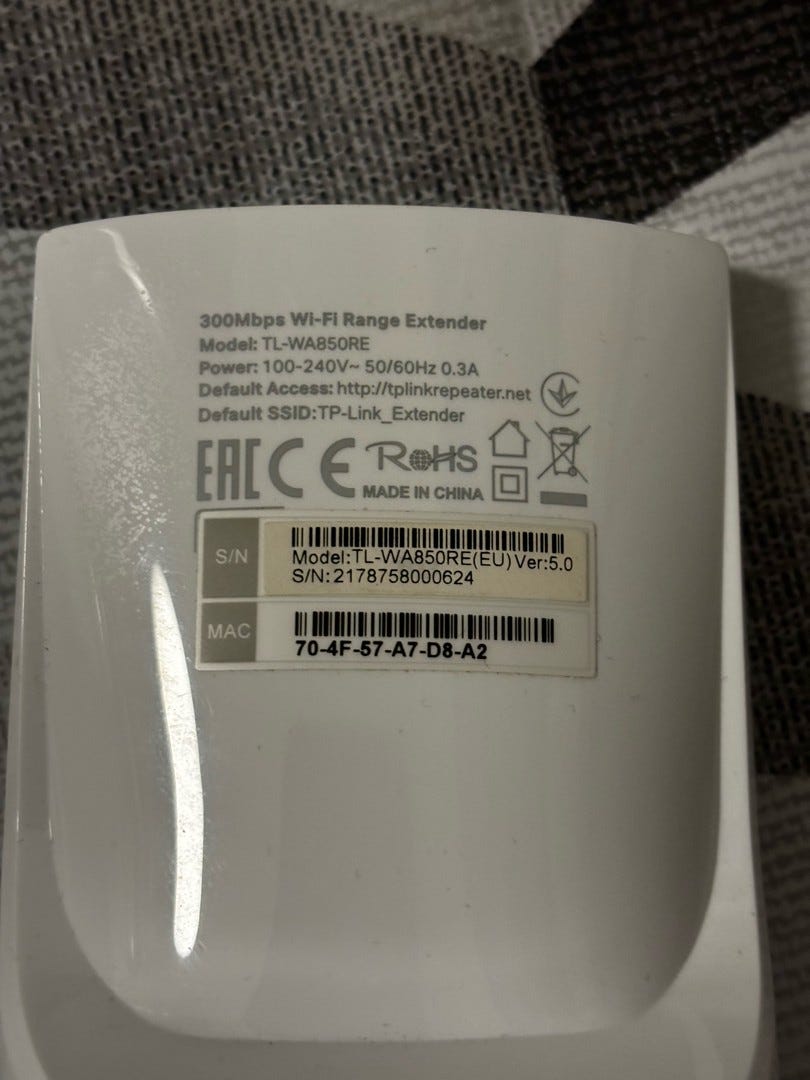 300Mbps Wi-Fi Range Extender
Model: TL-WA850RE
Power: 100-240V~ 50/60Hz 0.3A
Default Access: http://tplinkrepeater.net
Default SSID:TP-Link_Extender
EAC CE RoHS
MADE IN CHINA
S/N
Model:TL-WA850RE(EU) Ver:5.0
S/N:2178758000624
MAC
70-4F-57-A7-D8-A2